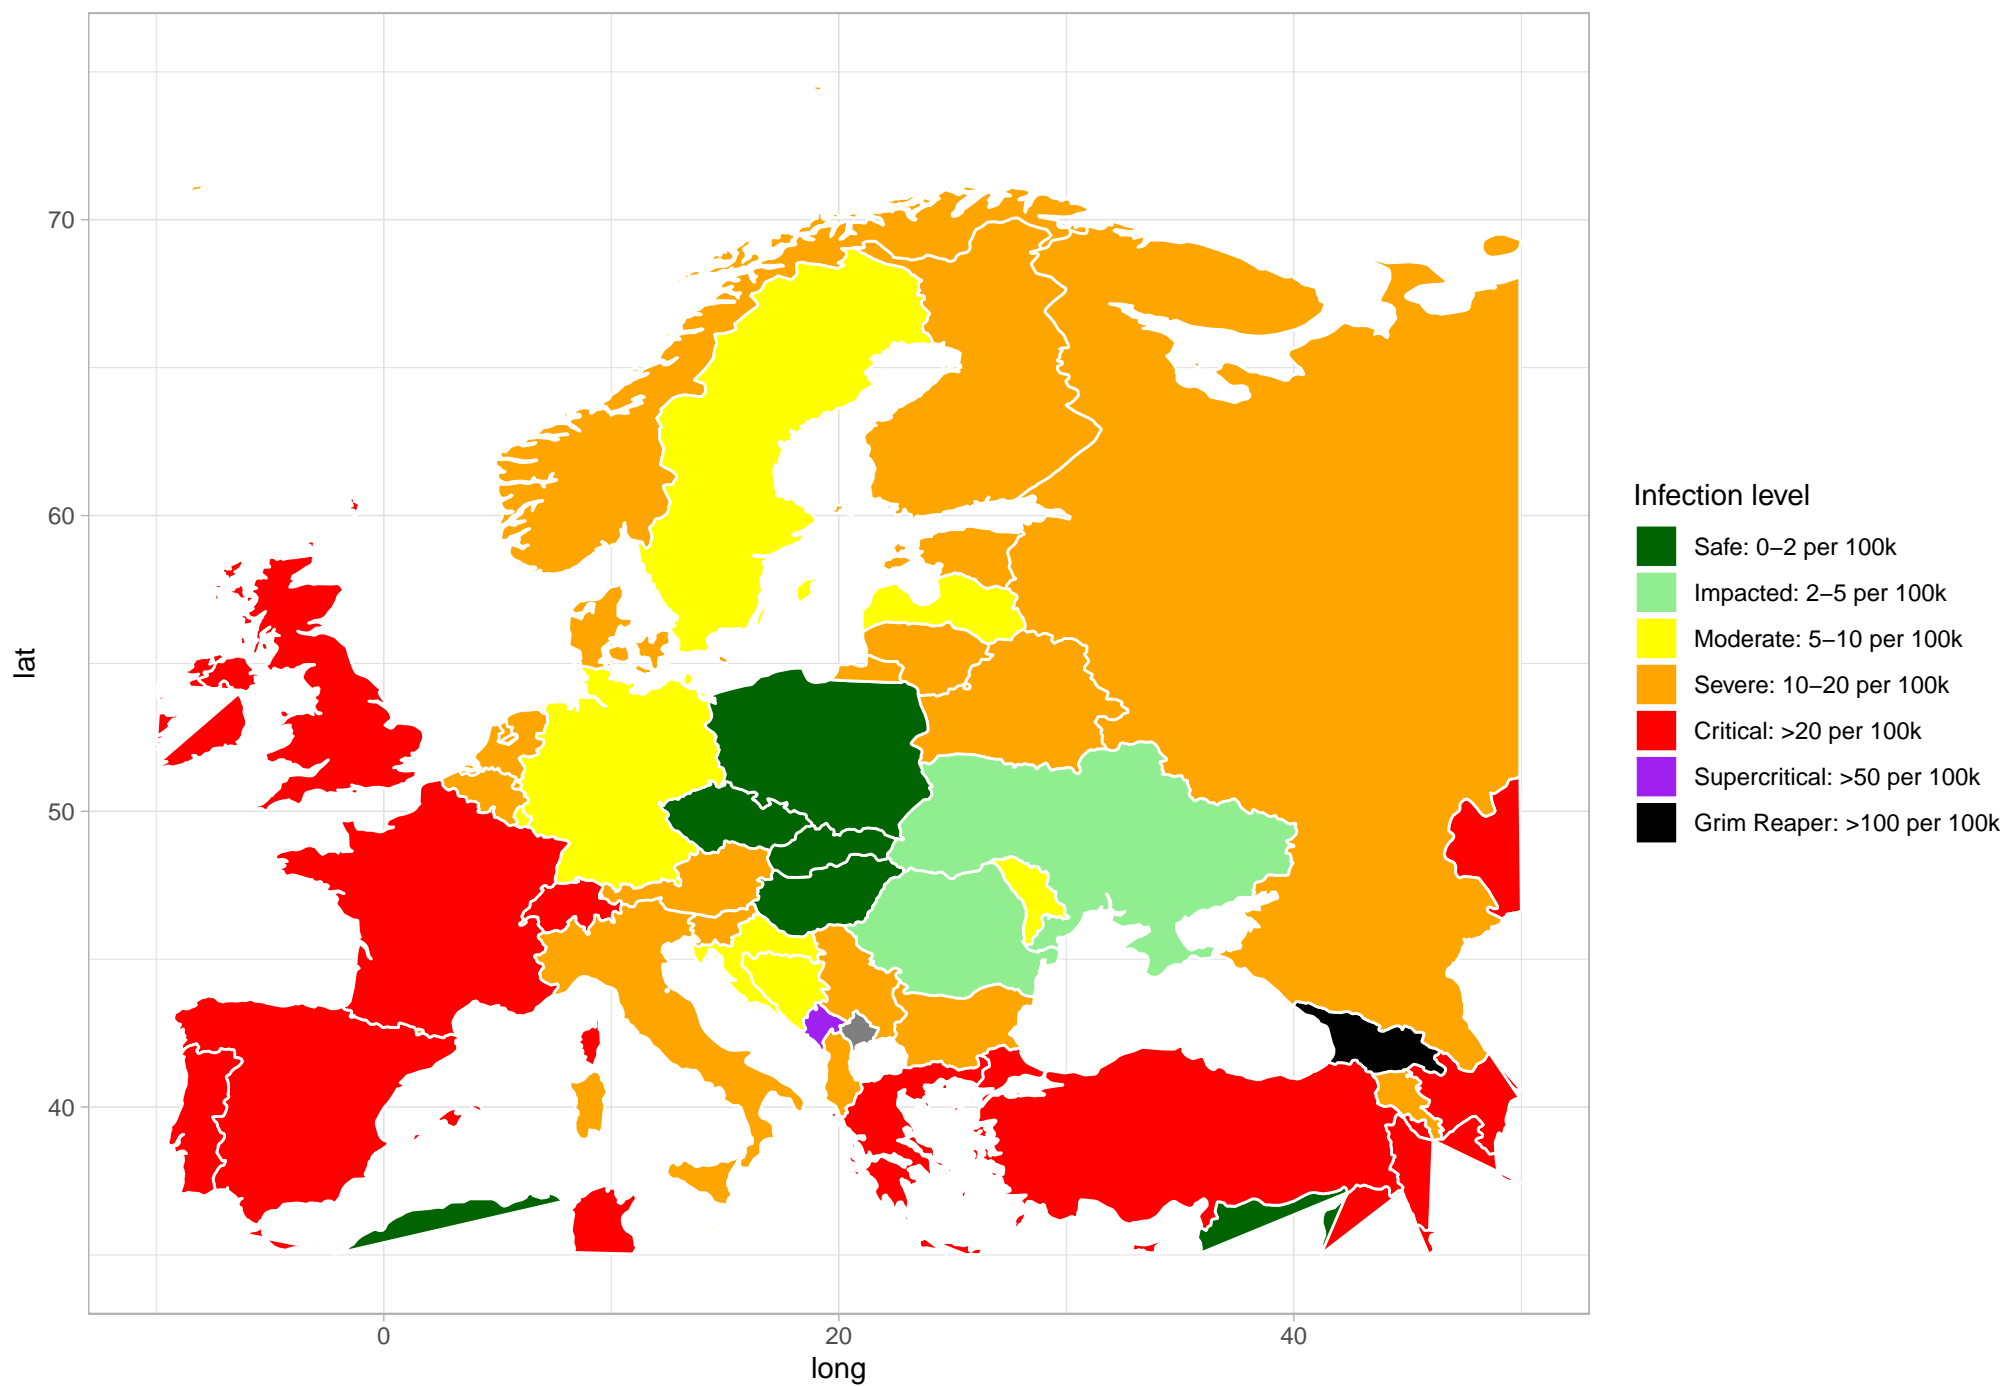 70
60
50
40
lat
0
20
40
long
Infection level
Safe: 0–2 per 100k
Impacted: 2–5 per 100k
Moderate: 5–10 per 100k
Severe: 10–20 per 100k
Critical: >20 per 100k
Supercritical: >50 per 100k
Grim Reaper: >100 per 100k